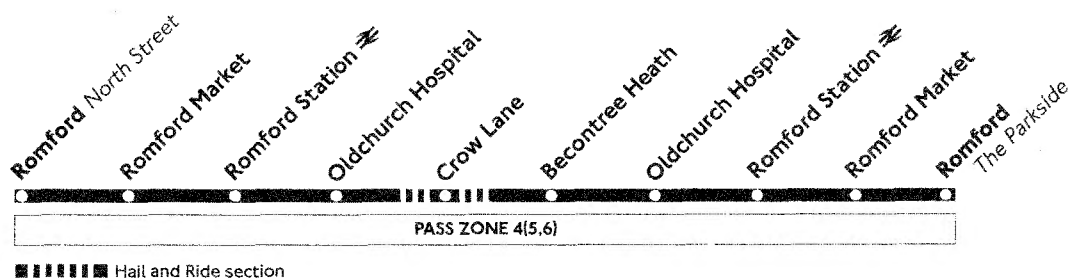 Romford North Street
Romford Market
Romford Station
Oldchurch Hospital
Crow Lane
Becontree Heath
Oldchurch Hospital
Romford Station
Romford Market
Romford
The Parkside
PASS ZONE 4(5,6)
Hail and Ride section